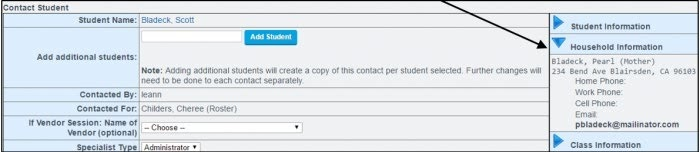 Contact Student
Student Name: Bladeck, Scott
Add additional students: Add Student
Note: Adding additional students will create a copy of this contact per student selected. Further changes will
need to be done to each contact separately.
Contacted By: leann
Contacted For: Childers, Cheree (Roster)
If Vendor Session: Name of
Vendor (optional) -- Choose --
Specialist Type Administrator
Student Information
Household Information
Bladeck, Pearl (Mother)
234 Bend Ave Blairsden, CA 96103
Home Phone:
Work Phone:
Cell Phone:
Email:
pbladeck@mailinator.com
Class Information